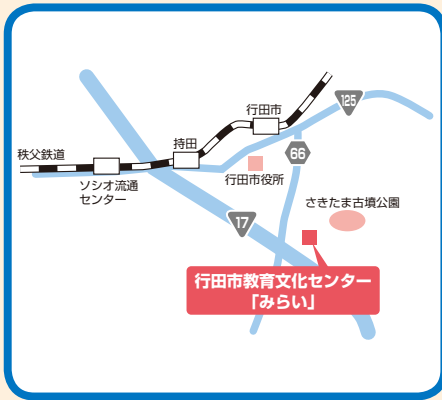 行田市
125
秩父鉄道
持田
66
ソシオ流通
センター
行田市役所
さきたま古墳公園
17
行田市教育文化センター
「みらい」